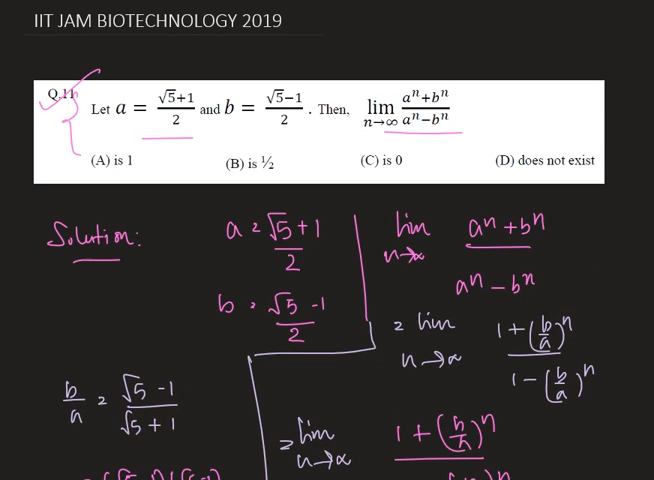 IIT JAM BIOTECHNOLOGY 2019
Q.11
Let a = (√5+1)/2 and b = (√5−1)/2 . Then, lim n→∞ (aⁿ+bⁿ)/(aⁿ−bⁿ)
(A) is 1 (B) is ½ (C) is 0 (D) does not exist
Solution:
a = (√5+1)/2
b = (√5−1)/2
lim n→∞ (aⁿ+bⁿ)/(aⁿ−bⁿ)
= lim n→∞ (1+(b/a)ⁿ)/(1−(b/a)ⁿ)
b/a = (√5−1)/(√5+1)
= lim n→∞ 1+(b/a)ⁿ